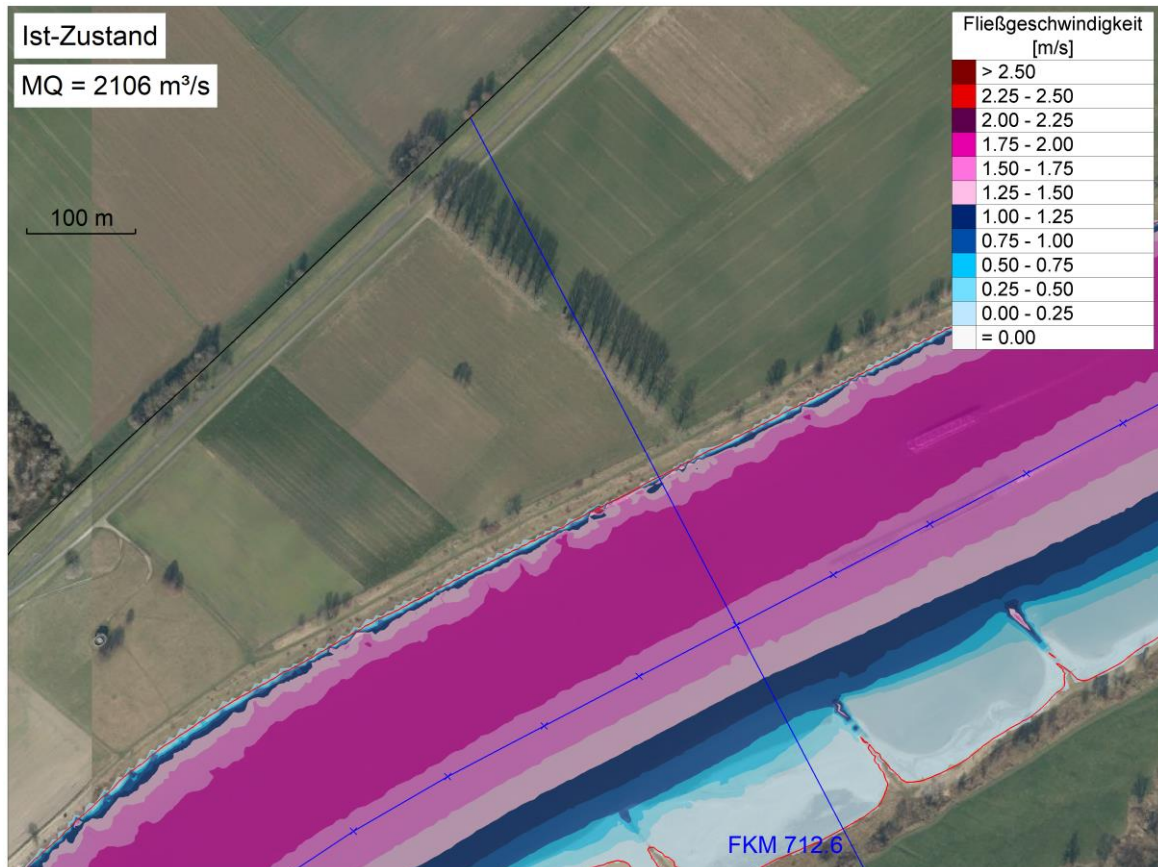 Ist-Zustand
MQ = 2106 m³/s
100 m
Fließgeschwindigkeit
[m/s]
> 2.50
2.25 - 2.50
2.00 - 2.25
1.75 - 2.00
1.50 - 1.75
1.25 - 1.50
1.00 - 1.25
0.75 - 1.00
0.50 - 0.75
0.25 - 0.50
0.00 - 0.25
= 0.00
FKM 712.6